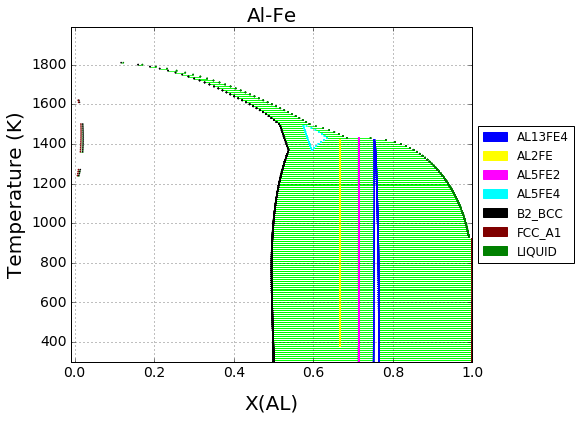 Al-Fe
Temperature (K)
1800
1600
1400
1200
1000
800
600
400
0.0 0.2 0.4 0.6 0.8 1.0
X(AL)
AL13FE4
AL2FE
AL5FE2
AL5FE4
B2_BCC
FCC_A1
LIQUID